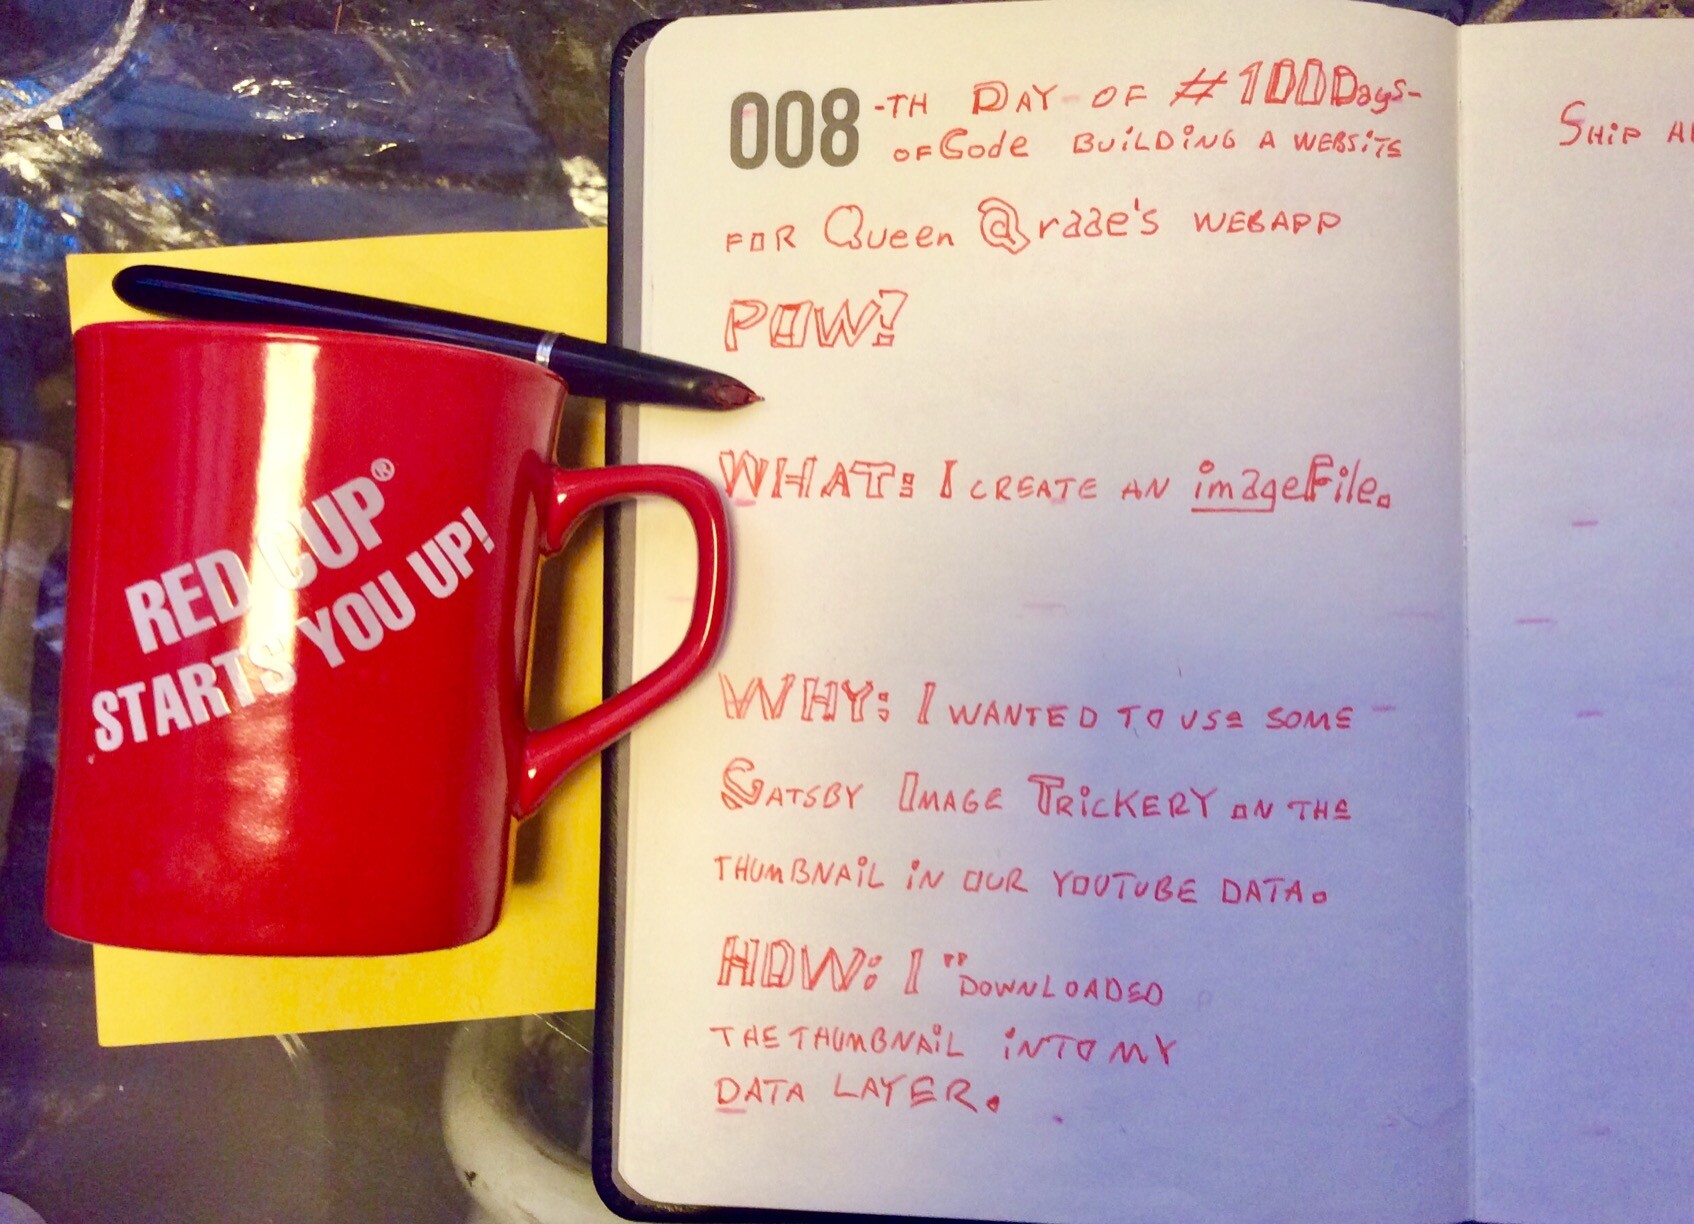 RED CUP®
STARTS YOU UP!
008-TH DAY OF #100Days-
OFCode BUiLDiNG A WEBSiTE
FOR Queen @raae's WEBAPP
POW!
WHAT: I CREATE AN imageFile.
WHY: I WANTED TO USE SOME
GATSBY IMAGE TRiCKERY ON THE
THUMBNAiL iN OUR YOUTUBE DATA.
HOW: I "DOWNLOADED
THE THUMBNAiL iNTO MY
DATA LAYER.
SHiP